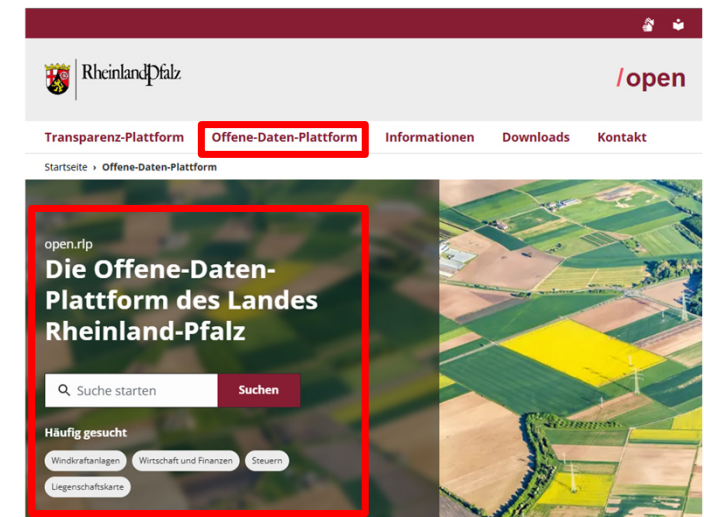 RheinlandPfalz
/open
Transparenz-Plattform Offene-Daten-Plattform Informationen Downloads Kontakt
Startseite › Offene-Daten-Plattform
open.rlp
Die Offene-Daten-
Plattform des Landes
Rheinland-Pfalz
Suche starten Suchen
Häufig gesucht
Windkraftanlagen Wirtschaft und Finanzen Steuern
Liegenschaftskarte